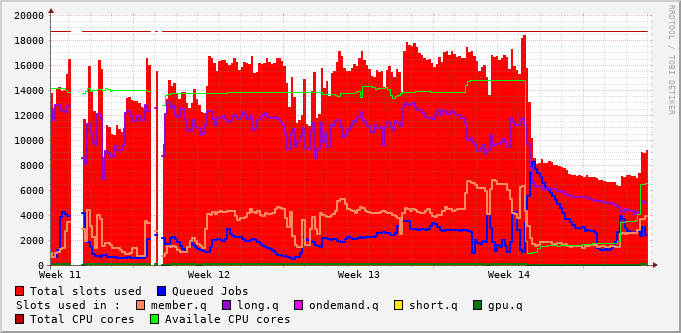 20000
18000
16000
14000
12000
10000
8000
6000
4000
2000
0
Week 11 Week 12 Week 13 Week 14
RRDTOOL / TOBI OETIKER
Total slots used Queued Jobs
Slots used in : member.q long.q ondemand.q short.q gpu.q
Total CPU cores Availale CPU cores